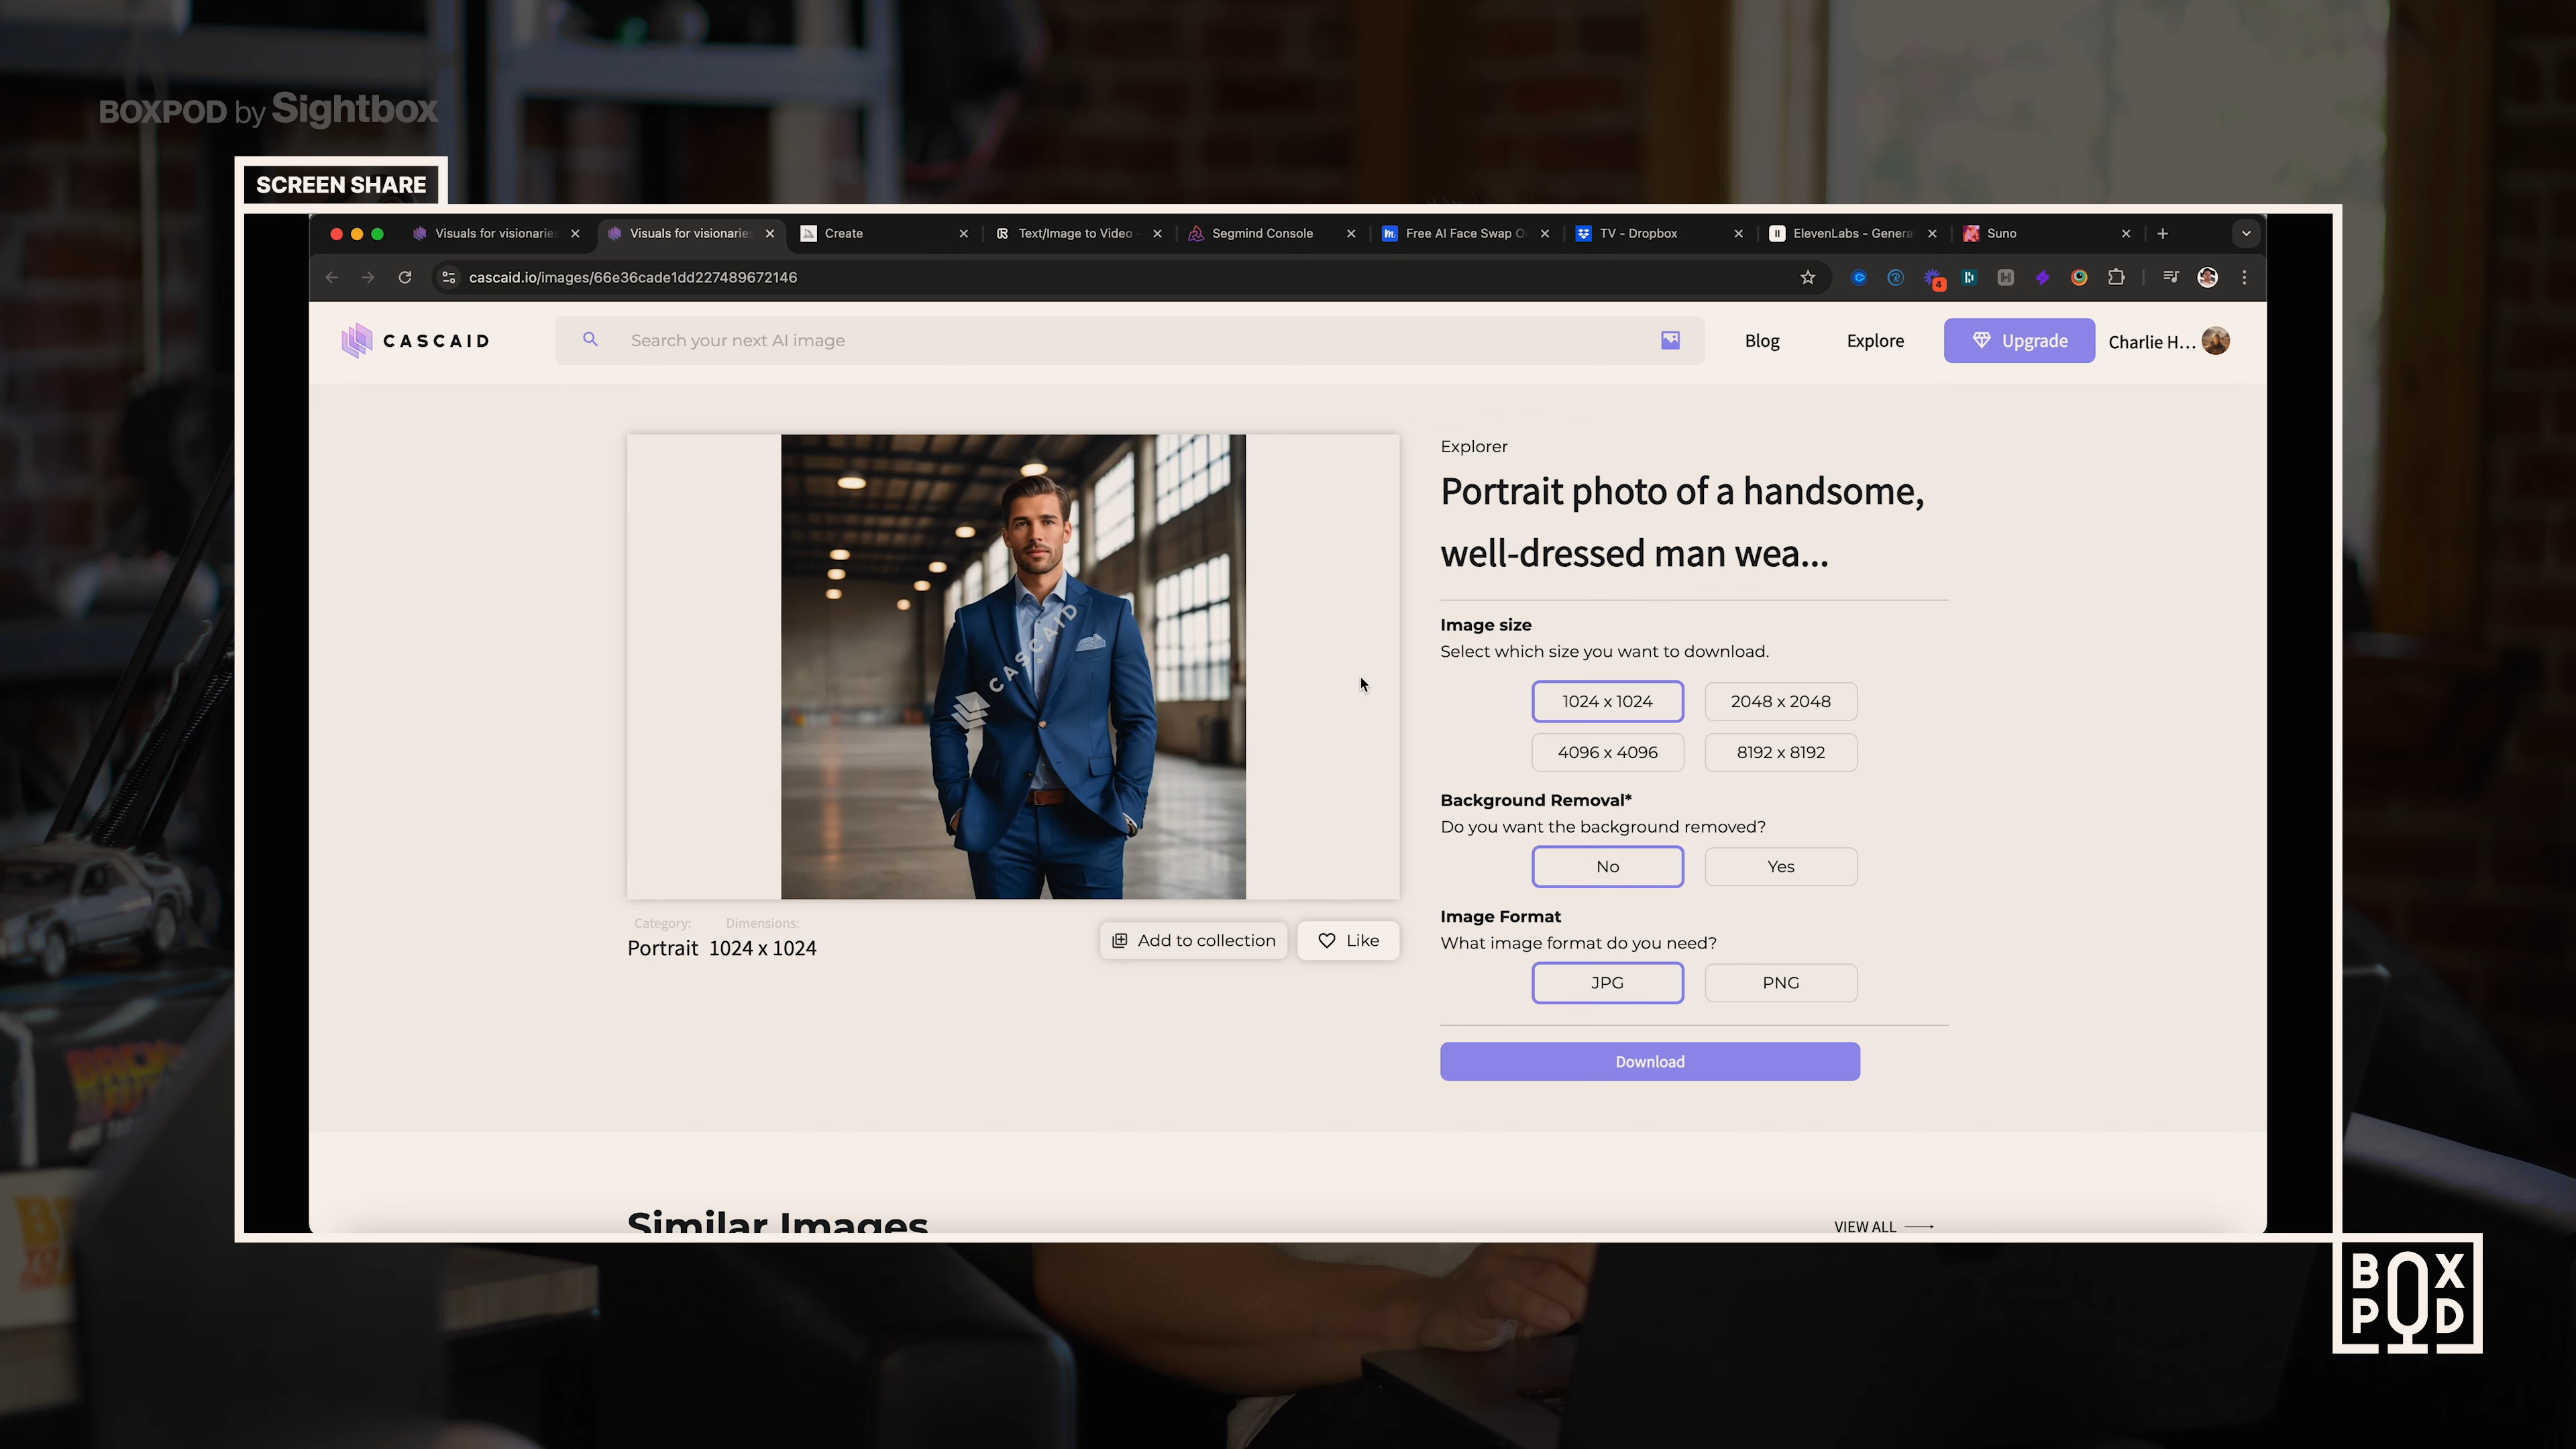 BOXPOD by Sightbox
SCREEN SHARE
Visuals for visionarie
Visuals for visionarie
Create
Text/Image to Video -
Segmind Console
Free AI Face Swap O
TV - Dropbox
ElevenLabs - Genera
Suno
cascaid.io/images/66e36cade1dd227489672146
4
CASCAID
Search your next AI image
Blog
Explore
Upgrade
Charlie H...
CASCAID
Explorer
Portrait photo of a handsome,
well-dressed man wea...
Image size
Select which size you want to download.
1024 x 1024
2048 x 2048
4096 x 4096
8192 x 8192
Background Removal*
Do you want the background removed?
No
Yes
Image Format
What image format do you need?
JPG
PNG
Download
Category:
Dimensions:
Portrait
1024 x 1024
Add to collection
Like
Similar Images
VIEW ALL
BOX
POD